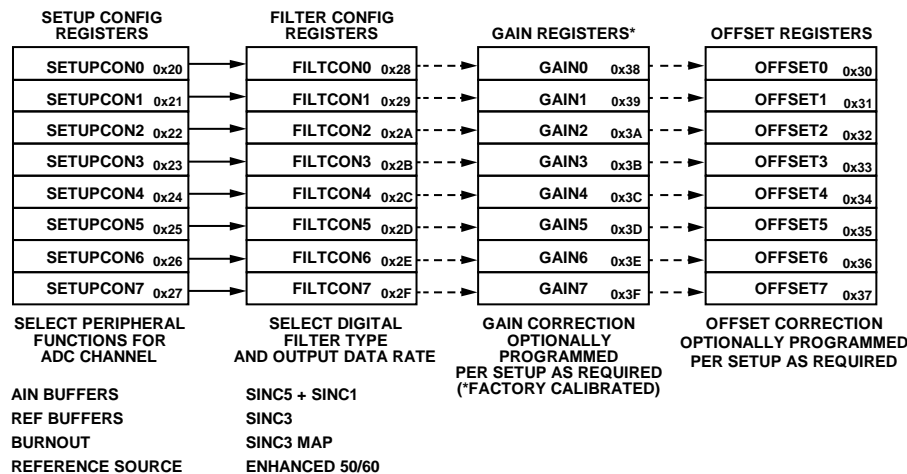 SETUP CONFIG
REGISTERS
FILTER CONFIG
REGISTERS
GAIN REGISTERS*
OFFSET REGISTERS
SETUPCON0 0x20 FILTCON0 0x28 GAIN0 0x38 OFFSET0 0x30
SETUPCON1 0x21 FILTCON1 0x29 GAIN1 0x39 OFFSET1 0x31
SETUPCON2 0x22 FILTCON2 0x2A GAIN2 0x3A OFFSET2 0x32
SETUPCON3 0x23 FILTCON3 0x2B GAIN3 0x3B OFFSET3 0x33
SETUPCON4 0x24 FILTCON4 0x2C GAIN4 0x3C OFFSET4 0x34
SETUPCON5 0x25 FILTCON5 0x2D GAIN5 0x3D OFFSET5 0x35
SETUPCON6 0x26 FILTCON6 0x2E GAIN6 0x3E OFFSET6 0x36
SETUPCON7 0x27 FILTCON7 0x2F GAIN7 0x3F OFFSET7 0x37
SELECT PERIPHERAL
FUNCTIONS FOR
ADC CHANNEL
SELECT DIGITAL
FILTER TYPE
AND OUTPUT DATA RATE
GAIN CORRECTION
OPTIONALLY
PROGRAMMED
PER SETUP AS REQUIRED
(*FACTORY CALIBRATED)
OFFSET CORRECTION
OPTIONALLY PROGRAMMED
PER SETUP AS REQUIRED
AIN BUFFERS
REF BUFFERS
BURNOUT
REFERENCE SOURCE
SINC5 + SINC1
SINC3
SINC3 MAP
ENHANCED 50/60